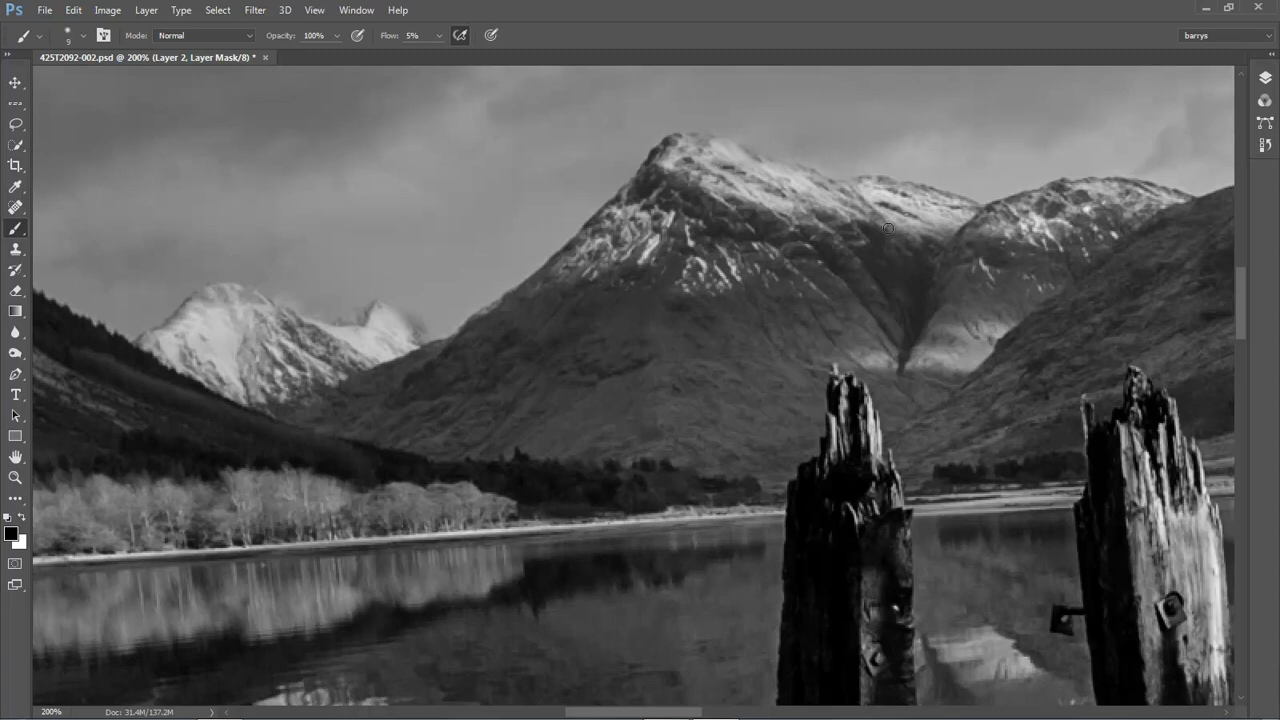 Ps File Edit Image Layer Type Select Filter 3D View Window Help
9 Mode: Normal Opacity: 100% Flow: 5% barrys
425T2092-002.psd @ 200% (Layer 2, Layer Mask/8) * ×
T
200% Doc: 31.4M/137.2M